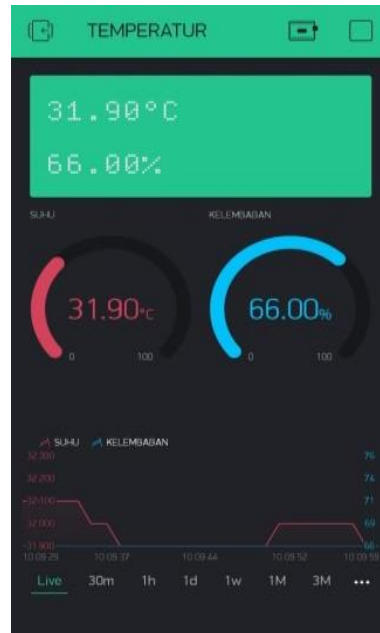 TEMPERATUR
31.90°C
66.00%
SUHU KELEMBABAN
31.90°C 66.00%
0 100 0 100
SUHU KELEMBABAN
32.300 76
32.200 74
32.100 71
32.000 69
31.900 66
10:09:29 10:09:37 10:09:44 10:09:52 10:09:59
Live 30m 1h 1d 1w 1M 3M •••